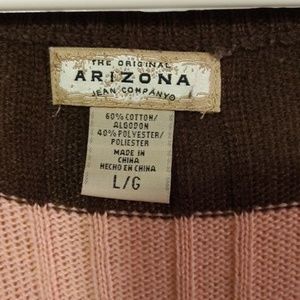 THE ORIGINAL
ARIZONA
JEAN COMPANY®
60% COTTON/
ALGODON
40% POLYESTER/
POLIESTER
MADE IN
CHINA
HECHO EN CHINA
L/G